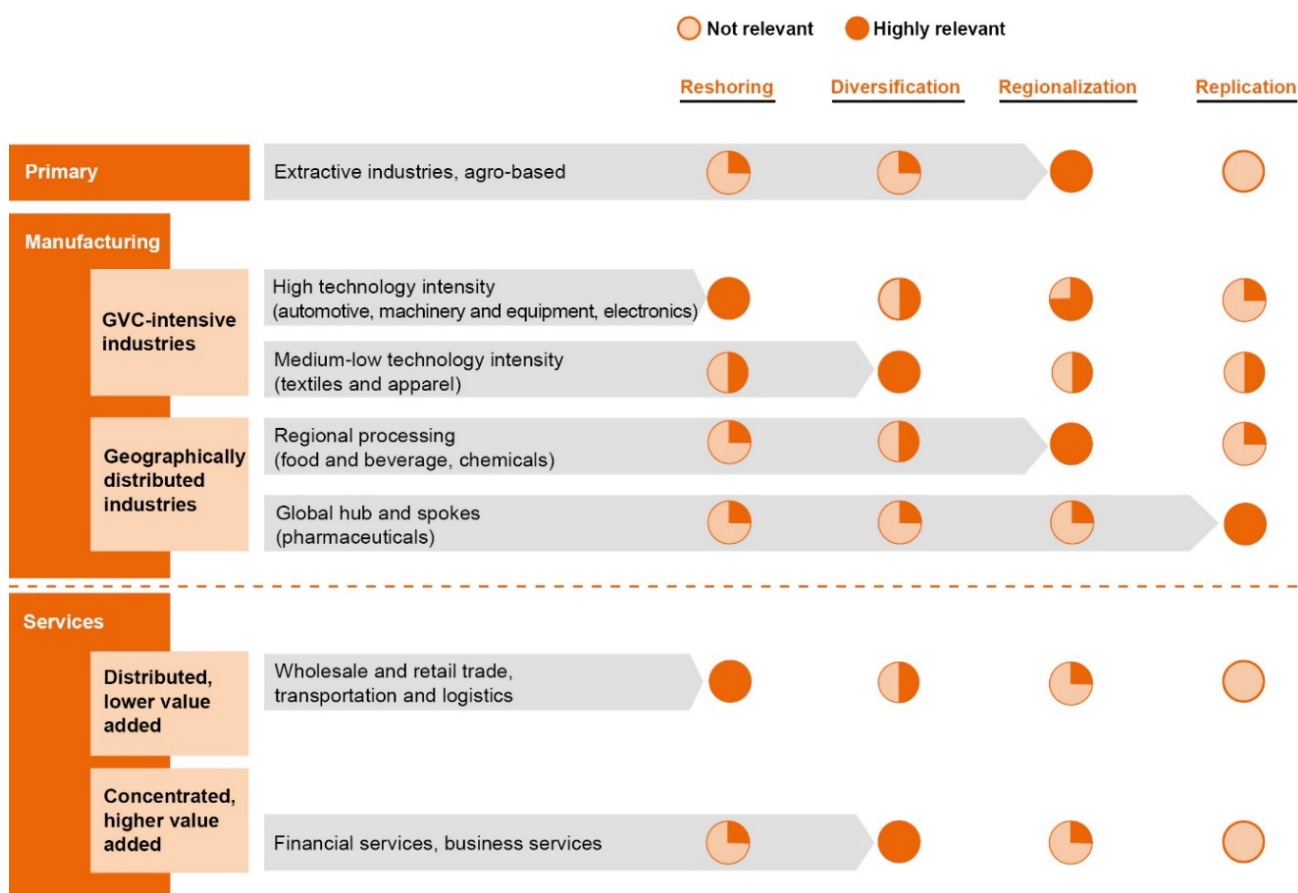 Not relevant
Highly relevant
Reshoring
Diversification
Regionalization
Replication
Primary
Extractive industries, agro-based
Manufacturing
GVC-intensive
industries
High technology intensity
(automotive, machinery and equipment, electronics)
Medium-low technology intensity
(textiles and apparel)
Geographically
distributed
industries
Regional processing
(food and beverage, chemicals)
Global hub and spokes
(pharmaceuticals)
Services
Distributed,
lower value
added
Wholesale and retail trade,
transportation and logistics
Concentrated,
higher value
added
Financial services, business services